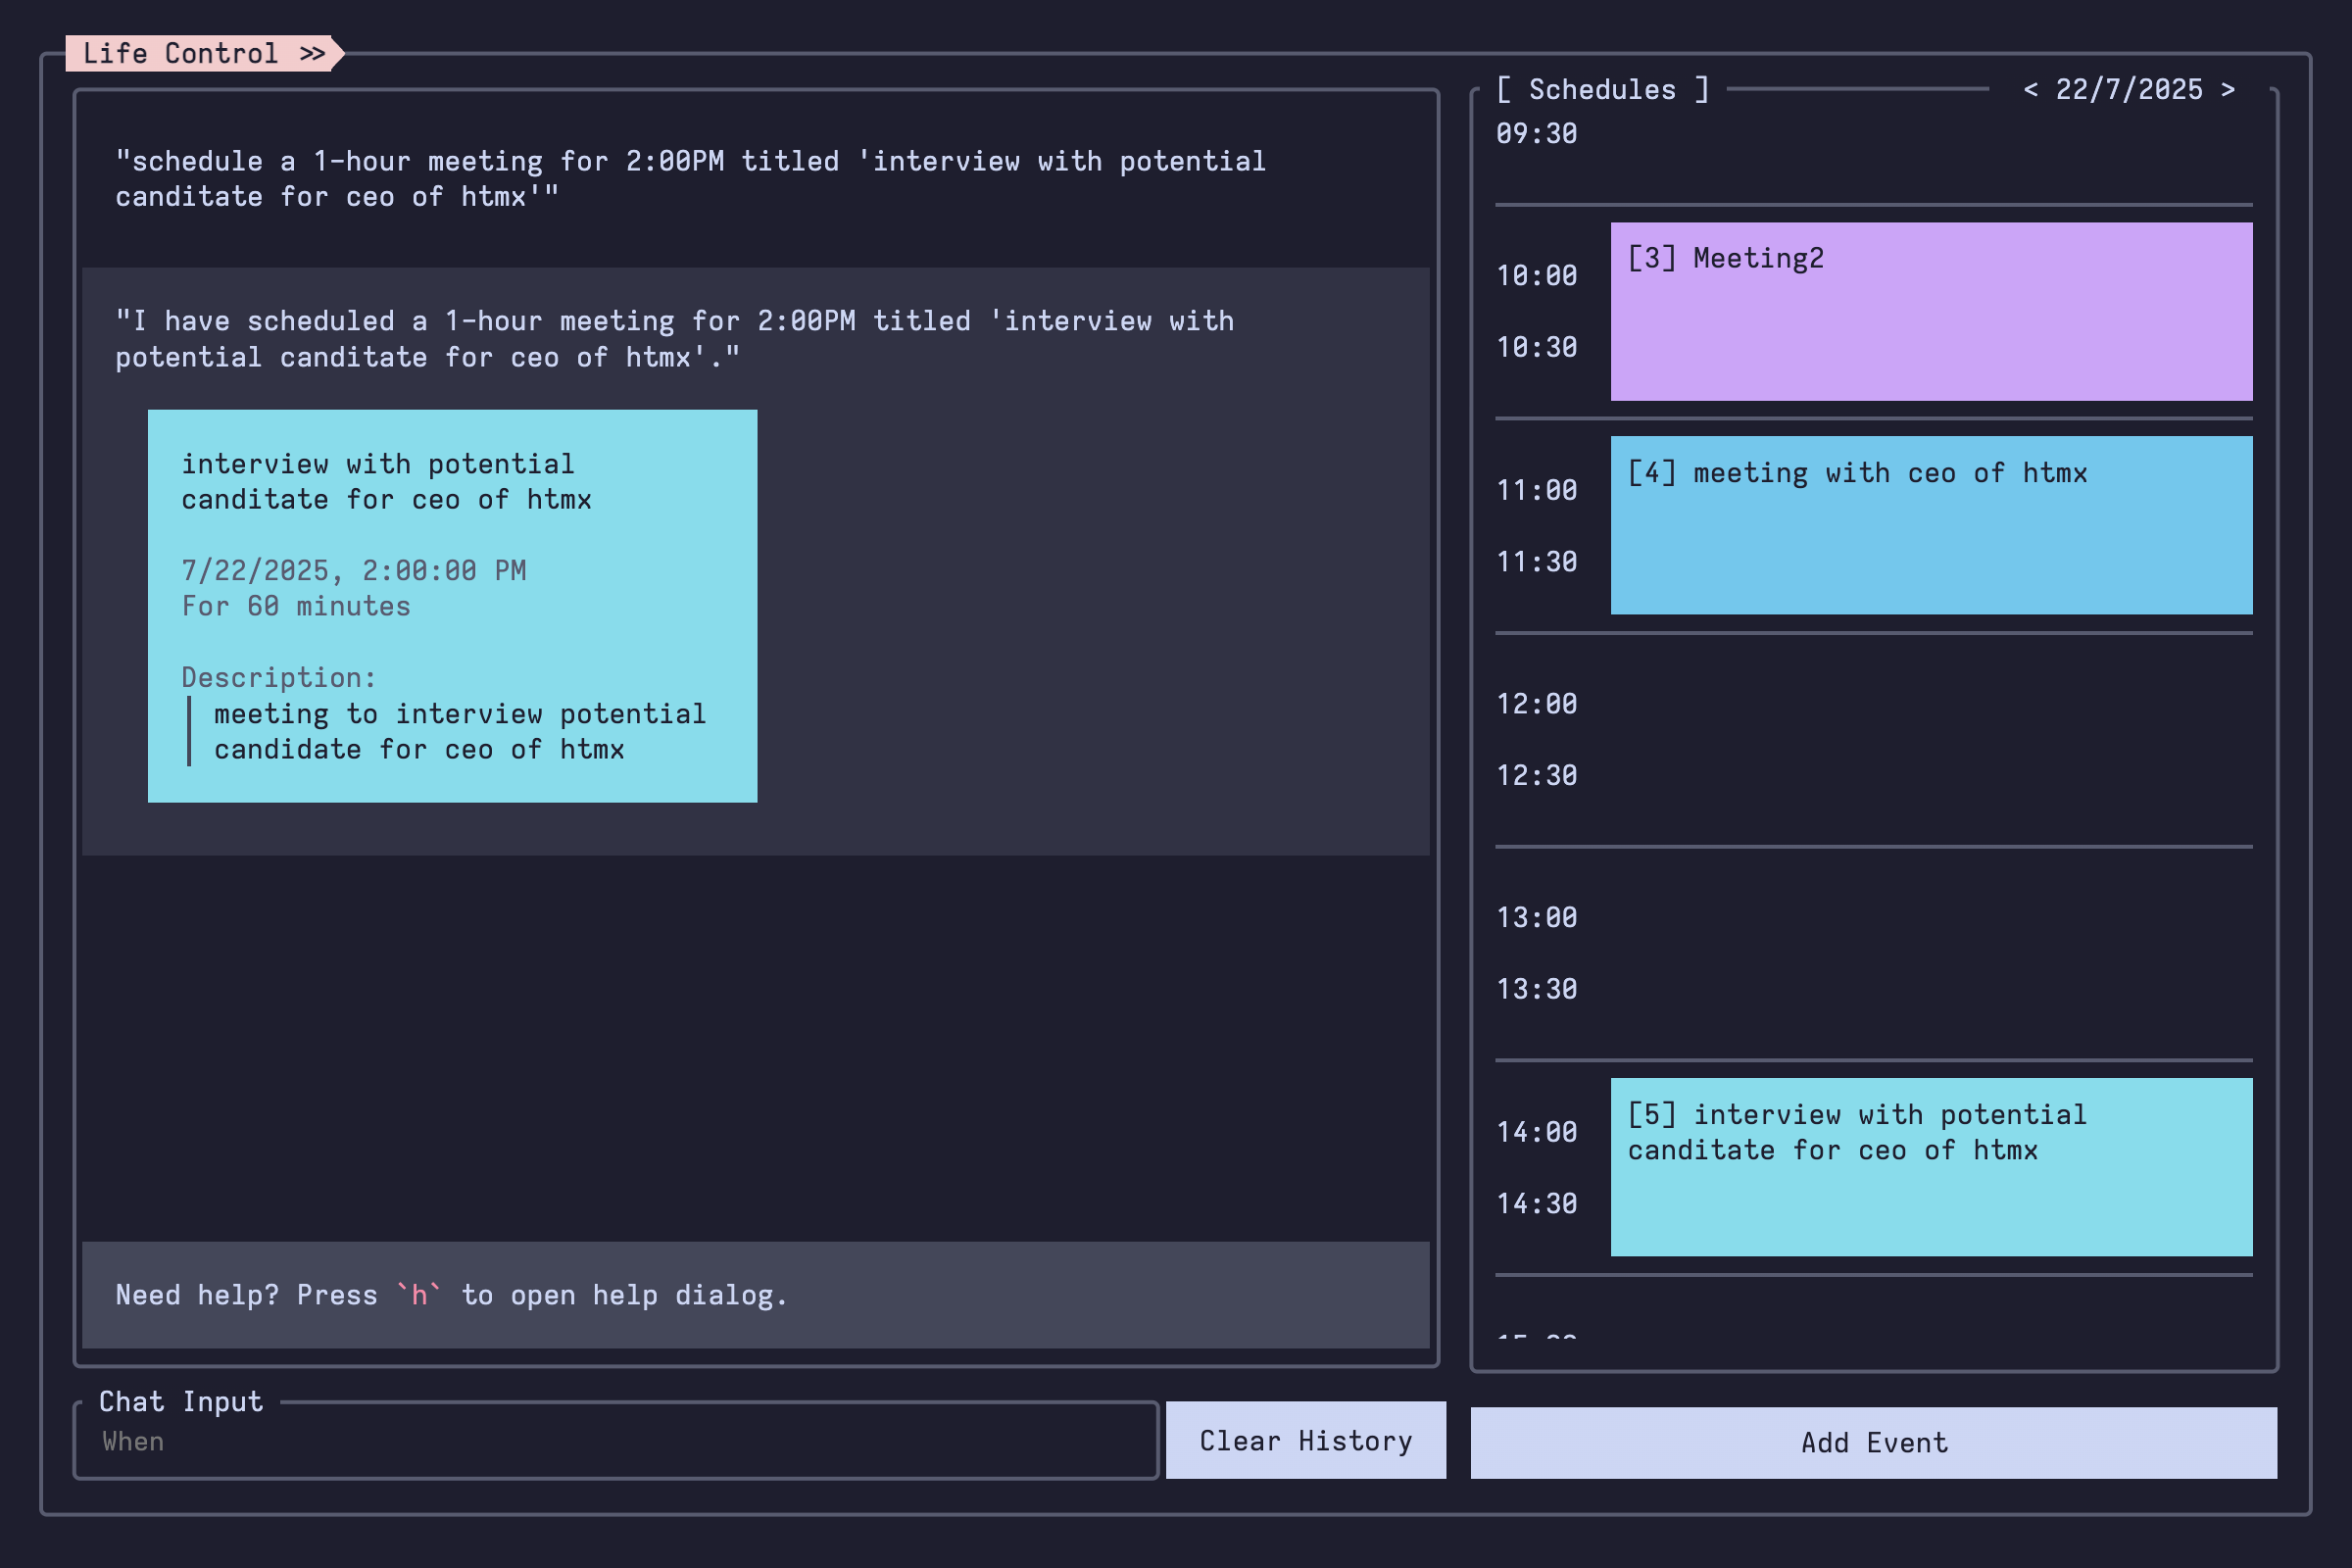 Life Control >>
"schedule a 1-hour meeting for 2:00PM titled 'interview with potential
canditate for ceo of htmx'"
"I have scheduled a 1-hour meeting for 2:00PM titled 'interview with
potential canditate for ceo of htmx'."
interview with potential
canditate for ceo of htmx
7/22/2025, 2:00:00 PM
For 60 minutes
Description:
meeting to interview potential
candidate for ceo of htmx
Need help? Press `h` to open help dialog.
Chat Input
When
Clear History
[ Schedules ] < 22/7/2025 >
09:30
10:00
[3] Meeting2
10:30
11:00
[4] meeting with ceo of htmx
11:30
12:00
12:30
13:00
13:30
14:00
[5] interview with potential
canditate for ceo of htmx
14:30
Add Event